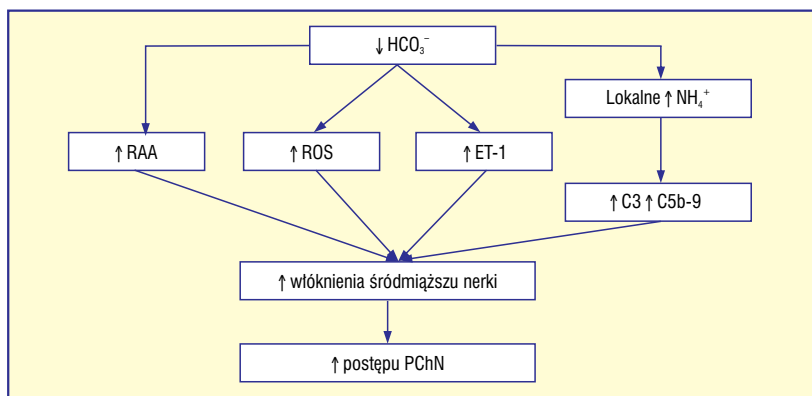 ↓ HCO₃⁻
Lokalne ↑ NH₄⁺
↑ RAA
↑ ROS
↑ ET-1
↑ C3 ↑ C5b-9
↑ włóknienia śródmiąższu nerki
↑ postępu PChN